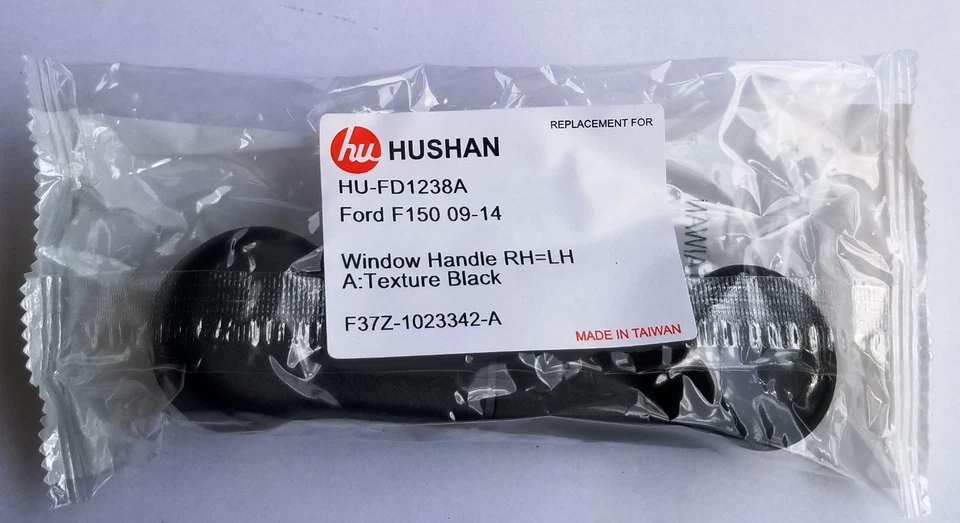 REPLACEMENT FOR
hu HUSHAN
HU-FD1238A
Ford F150 09-14
Window Handle RH=LH
A:Texture Black
F37Z-1023342-A
MADE IN TAIWAN
TAIWAN